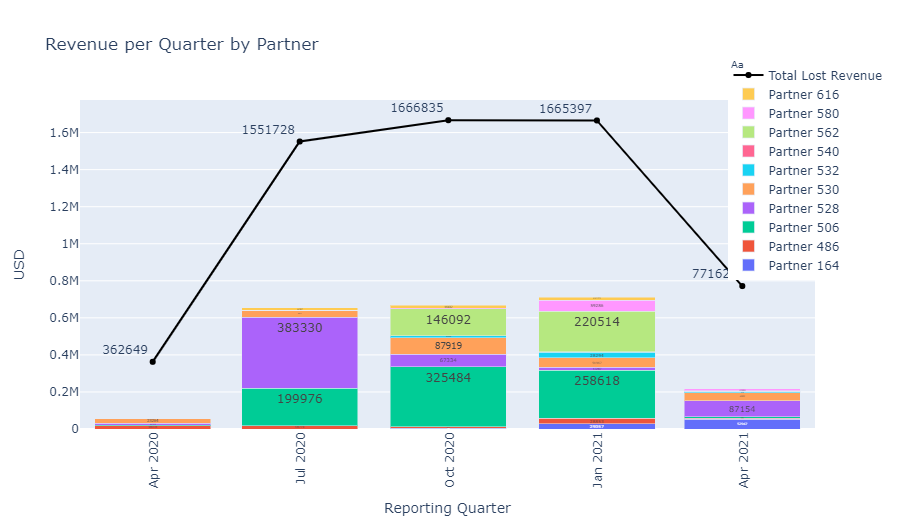 Revenue per Quarter by Partner
Aa
Total Lost Revenue
Partner 616
Partner 580
Partner 562
Partner 540
Partner 532
Partner 530
Partner 528
Partner 506
Partner 486
Partner 164
1.6M
1.4M
1.2M
1M
0.8M
0.6M
0.4M
0.2M
0
USD
362649
1551728
1666835
1665397
77162
383330
199976
146092
87919
67334
325484
220514
258618
87154
Apr 2020
Jul 2020
Oct 2020
Jan 2021
Apr 2021
Reporting Quarter